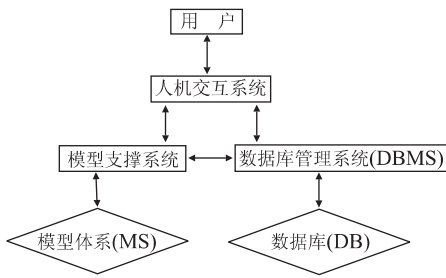 用 户
人机交互系统
模型支撑系统
数据库管理系统(DBMS)
模型体系(MS)
数据库(DB)